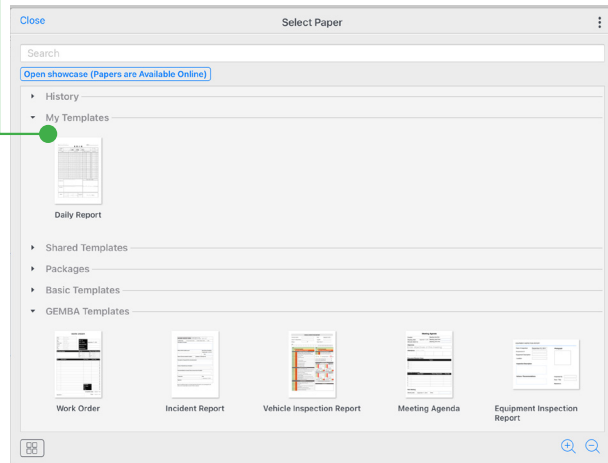 Close
Select Paper
Search
Open showcase (Papers are Available Online)
History
My Templates
Daily Report
Shared Templates
Packages
Basic Templates
GEMBA Templates
Work Order
Incident Report
Vehicle Inspection Report
Meeting Agenda
Equipment Inspection
Report